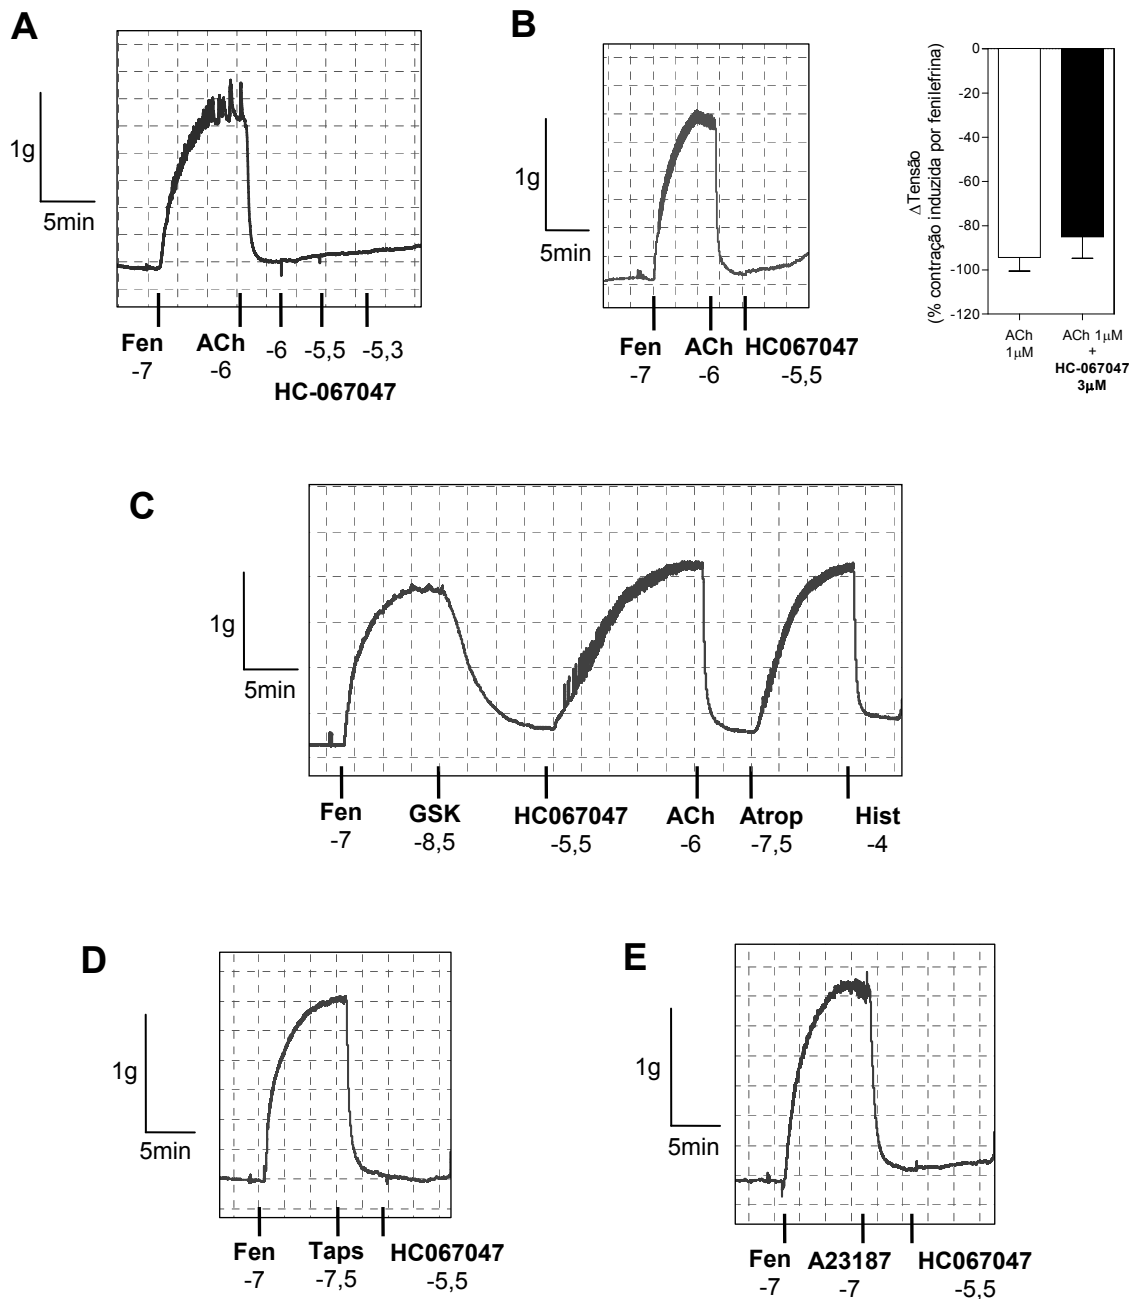 A
1g
5min
Fen
-7
ACh
-6
-6
-5,5
-5,3
HC-067047
B
1g
5min
Fen
-7
ACh
-6
HC067047
-5,5
ΔTensão
(% contração induzida por fenilefrina)
0
-20
-40
-60
-80
-100
-120
ACh
1μM
ACh 1μM
+
HC-067047
3μM
C
1g
5min
Fen
-7
GSK
-8,5
HC067047
-5,5
ACh
-6
Atrop
-7,5
Hist
-4
D
1g
5min
Fen
-7
Taps
-7,5
HC067047
-5,5
E
1g
5min
Fen
-7
A23187
-7
HC067047
-5,5